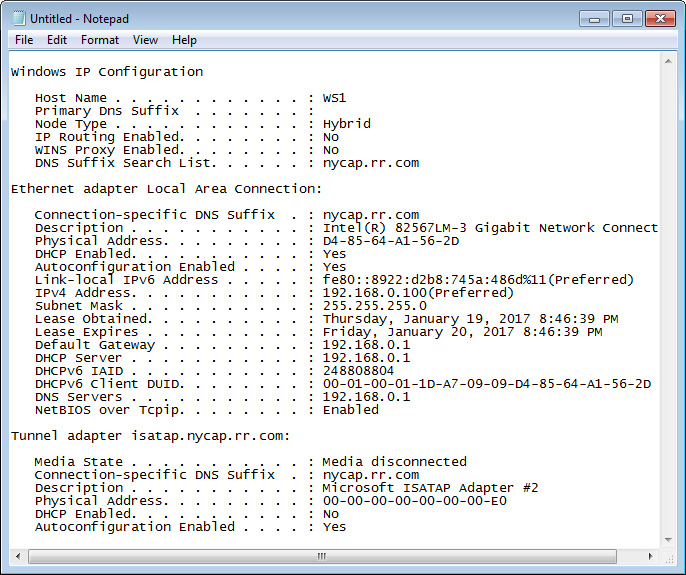 Untitled - Notepad
File Edit Format View Help
Windows IP Configuration
Host Name . . . . . . . . . . . . : WS1
Primary Dns Suffix . . . . . . . :
Node Type . . . . . . . . . . . . : Hybrid
IP Routing Enabled. . . . . . . . : No
WINS Proxy Enabled. . . . . . . . : No
DNS Suffix Search List. . . . . . : nycap.rr.com
Ethernet adapter Local Area Connection:
Connection-specific DNS Suffix . : nycap.rr.com
Description . . . . . . . . . . . : Intel(R) 82567LM-3 Gigabit Network Connect
Physical Address. . . . . . . . . : D4-85-64-A1-56-2D
DHCP Enabled. . . . . . . . . . . : Yes
Autoconfiguration Enabled . . . . : Yes
Link-local IPv6 Address . . . . . : fe80::8922:d2b8:745a:486d%11(Preferred)
IPv4 Address. . . . . . . . . . . : 192.168.0.100(Preferred)
Subnet Mask . . . . . . . . . . . : 255.255.255.0
Lease Obtained. . . . . . . . . . : Thursday, January 19, 2017 8:46:39 PM
Lease Expires . . . . . . . . . . : Friday, January 20, 2017 8:46:39 PM
Default Gateway . . . . . . . . . : 192.168.0.1
DHCP Server . . . . . . . . . . . : 192.168.0.1
DHCPv6 IAID . . . . . . . . . . . : 248808804
DHCPv6 Client DUID. . . . . . . . : 00-01-00-01-1D-A7-09-09-D4-85-64-A1-56-2D
DNS Servers . . . . . . . . . . . : 192.168.0.1
NetBIOS over Tcpip. . . . . . . . : Enabled
Tunnel adapter isatap.nycap.rr.com:
Media State . . . . . . . . . . . : Media disconnected
Connection-specific DNS Suffix . : nycap.rr.com
Description . . . . . . . . . . . : Microsoft ISATAP Adapter #2
Physical Address. . . . . . . . . : 00-00-00-00-00-00-00-E0
DHCP Enabled. . . . . . . . . . . : No
Autoconfiguration Enabled . . . . : Yes